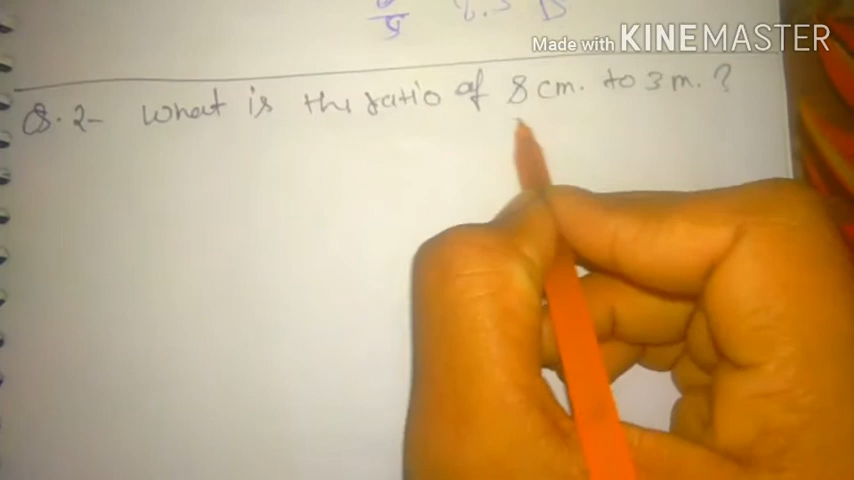 Made with KINEMASTER
Q.2- What is the ratio of 8 cm. to 3 m. ?